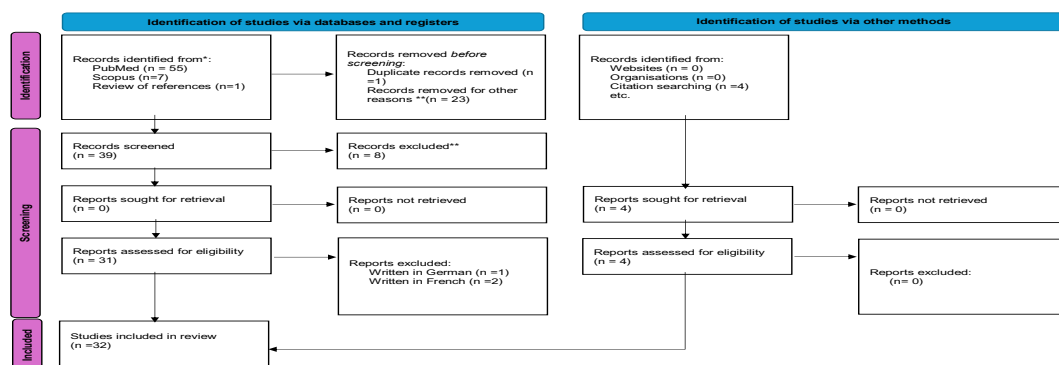 Identification of studies via databases and registers
Identification of studies via other methods
Identification
Records identified from*:
PubMed (n = 55)
Scopus (n=7)
Review of references (n=1)
Records removed before
screening:
Duplicate records removed (n
=1)
Records removed for other
reasons **(n = 23)
Records identified from:
Websites (n = 0)
Organisations (n =0)
Citation searching (n =4)
etc.
Screening
Records screened
(n = 39)
Records excluded**
(n = 8)
Reports sought for retrieval
(n = 0)
Reports not retrieved
(n = 0)
Reports sought for retrieval
(n = 4)
Reports not retrieved
(n = 0)
Reports assessed for eligibility
(n = 31)
Reports excluded:
Written in German (n =1)
Written in French (n =2)
Reports assessed for eligibility
(n = 4)
Reports excluded:
(n= 0)
Included
Studies included in review
(n =32)